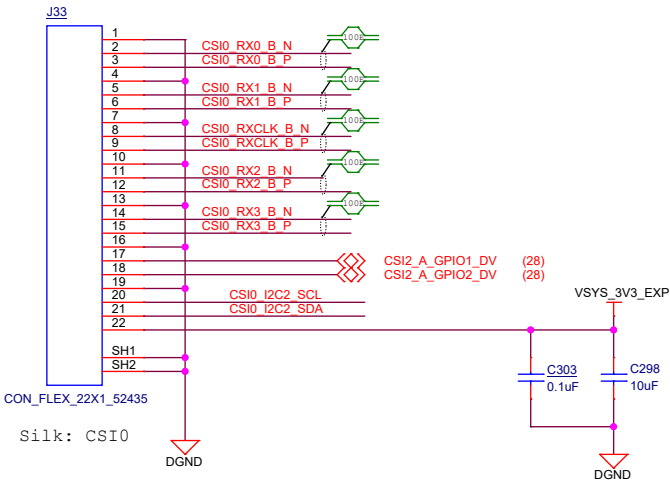 J33
1
2 CSI0_RX0_B_N 100E
3 CSI0_RX0_B_P
4
5 CSI0_RX1_B_N 100E
6 CSI0_RX1_B_P
7
8 CSI0_RXCLK_B_N 100E
9 CSI0_RXCLK_B_P
10
11 CSI0_RX2_B_N 100E
12 CSI0_RX2_B_P
13
14 CSI0_RX3_B_N 100E
15 CSI0_RX3_B_P
16
17 CSI2_A_GPIO1_DV (28)
18 CSI2_A_GPIO2_DV (28)
19
20 CSI0_I2C2_SCL
VSYS_3V3_EXP
21 CSI0_I2C2_SDA
22
SH1
SH2
C303
0.1uF
C298
10uF
CON_FLEX_22X1_52435
Silk: CSI0
DGND
DGND